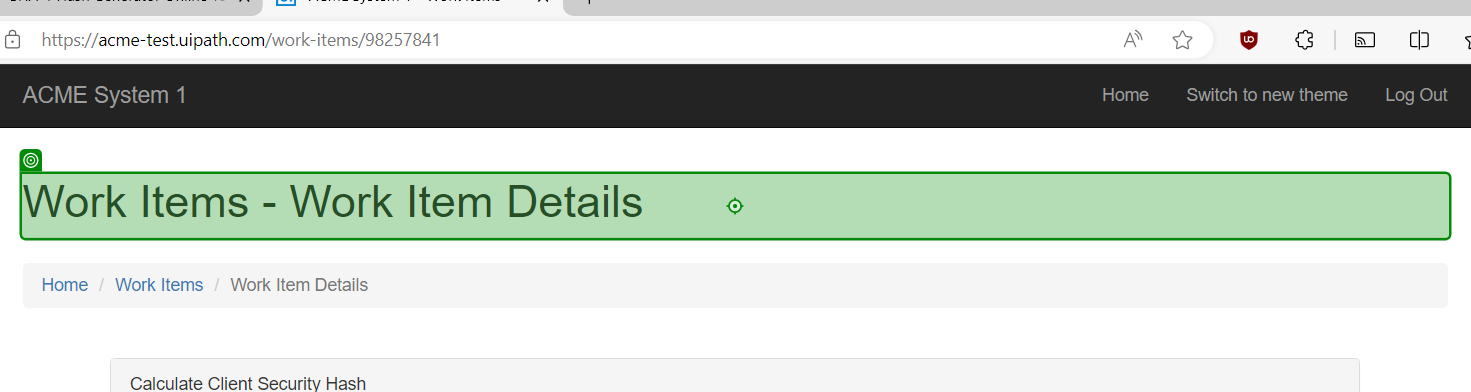 https://acme-test.uipath.com/work-items/98257841
ACME System 1 Home Switch to new theme Log Out
Work Items - Work Item Details
Home / Work Items / Work Item Details
Calculate Client Security Hash